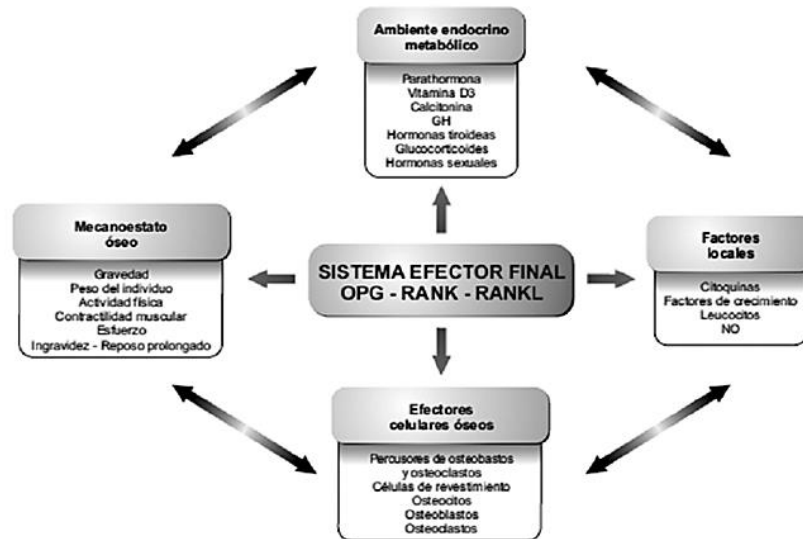 Ambiente endocrino
metabólico
Parathormona
Vitamina D3
Calcitonina
GH
Hormonas tiroideas
Glucocorticoides
Hormonas sexuales
Mecanoestato
óseo
Gravedad
Peso del individuo
Actividad física
Contractilidad muscular
Esfuerzo
Ingravidez - Reposo prolongado
SISTEMA EFECTOR FINAL
OPG - RANK - RANKL
Factores
locales
Citoquinas
Factores de crecimiento
Leucocitos
NO
Efectores
celulares óseos
Percusores de osteobastos
y osteoclastos
Células de revestimiento
Osteocitos
Osteoblastos
Osteoclastos